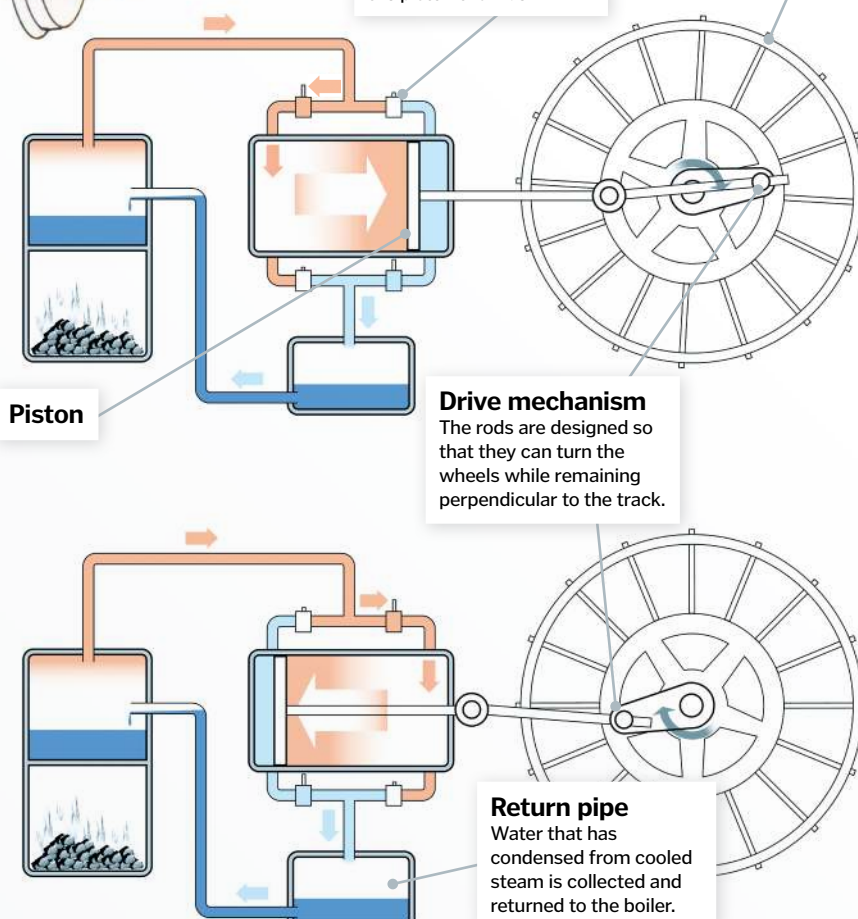 Piston
Drive mechanism
The rods are designed so
that they can turn the
wheels while remaining
perpendicular to the track.
Return pipe
Water that has
condensed from cooled
steam is collected and
returned to the boiler.